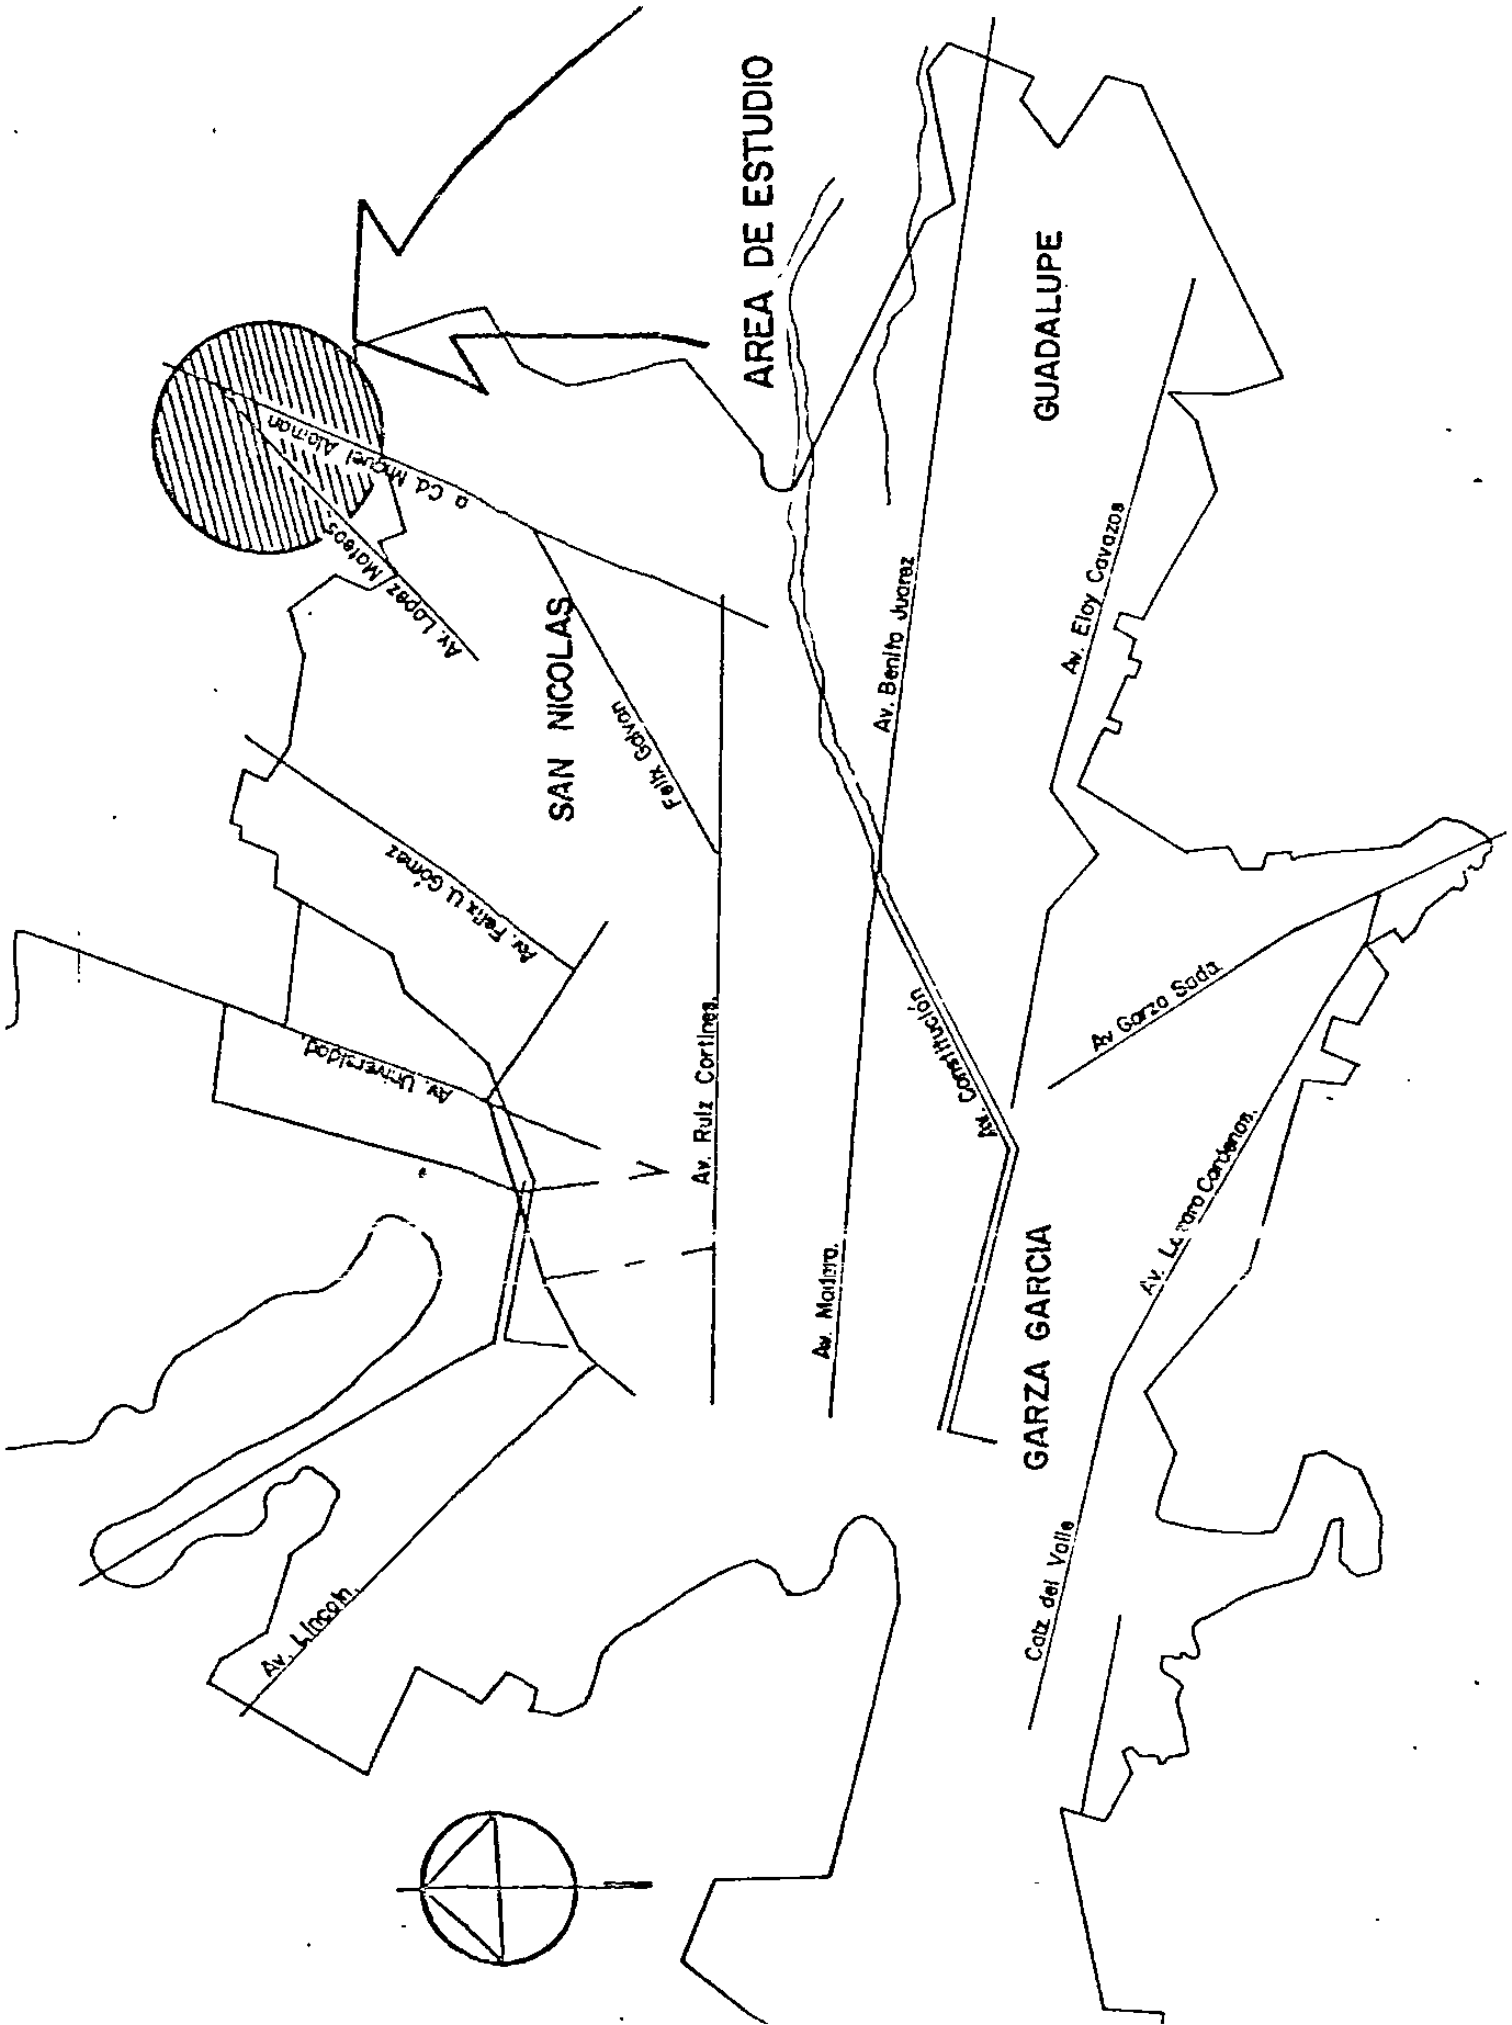 AREA DE ESTUDIO
a Cd. Miguel Aleman
Av. Lopez Mateos.
SAN NICOLAS
Felix Galvan
Av. Felix U. Gómez
Av. Universidad.
Av. Ruiz Cortines.
Av. Benito Juarez
GUADALUPE
Av. Eloy Cavazos
Av. Constitución
Av Garza Sada
Av. Madero.
GARZA GARCIA
Av. Lazaro Cardenas.
Calz. del Valle
Av. Lincoln.